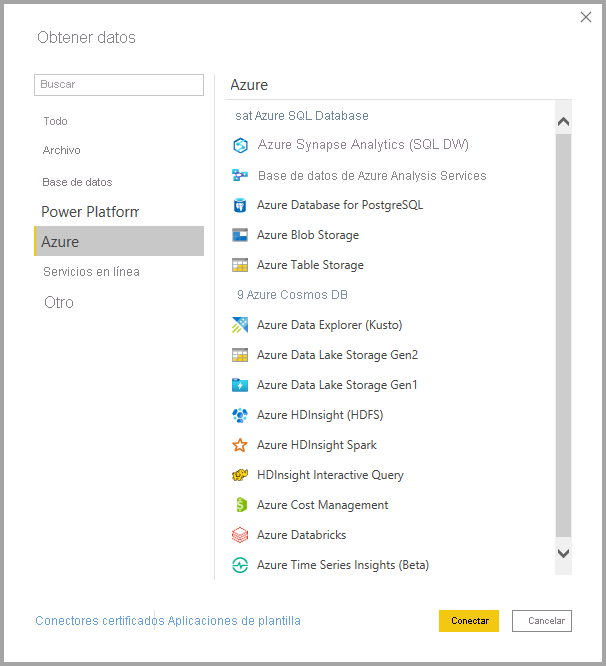 Obtener datos
Buscar
Todo
Archivo
Base de datos
Power Platform
Azure
Servicios en línea
Otro
Azure
sat Azure SQL Database
Azure Synapse Analytics (SQL DW)
Base de datos de Azure Analysis Services
Azure Database for PostgreSQL
Azure Blob Storage
Azure Table Storage
9 Azure Cosmos DB
Azure Data Explorer (Kusto)
Azure Data Lake Storage Gen2
Azure Data Lake Storage Gen1
Azure HDInsight (HDFS)
Azure HDInsight Spark
HDInsight Interactive Query
Azure Cost Management
Azure Databricks
Azure Time Series Insights (Beta)
Conectores certificados Aplicaciones de plantilla
Conectar
Cancelar